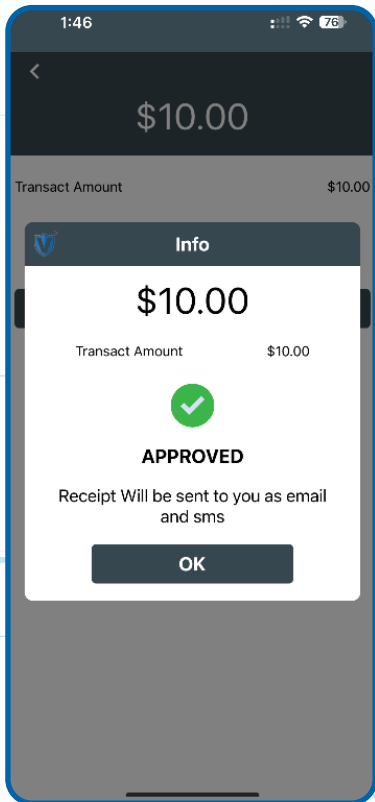 1:46
76
$10.00
Transact Amount $10.00
Info
$10.00
Transact Amount $10.00
APPROVED
Receipt Will be sent to you as email
and sms
OK